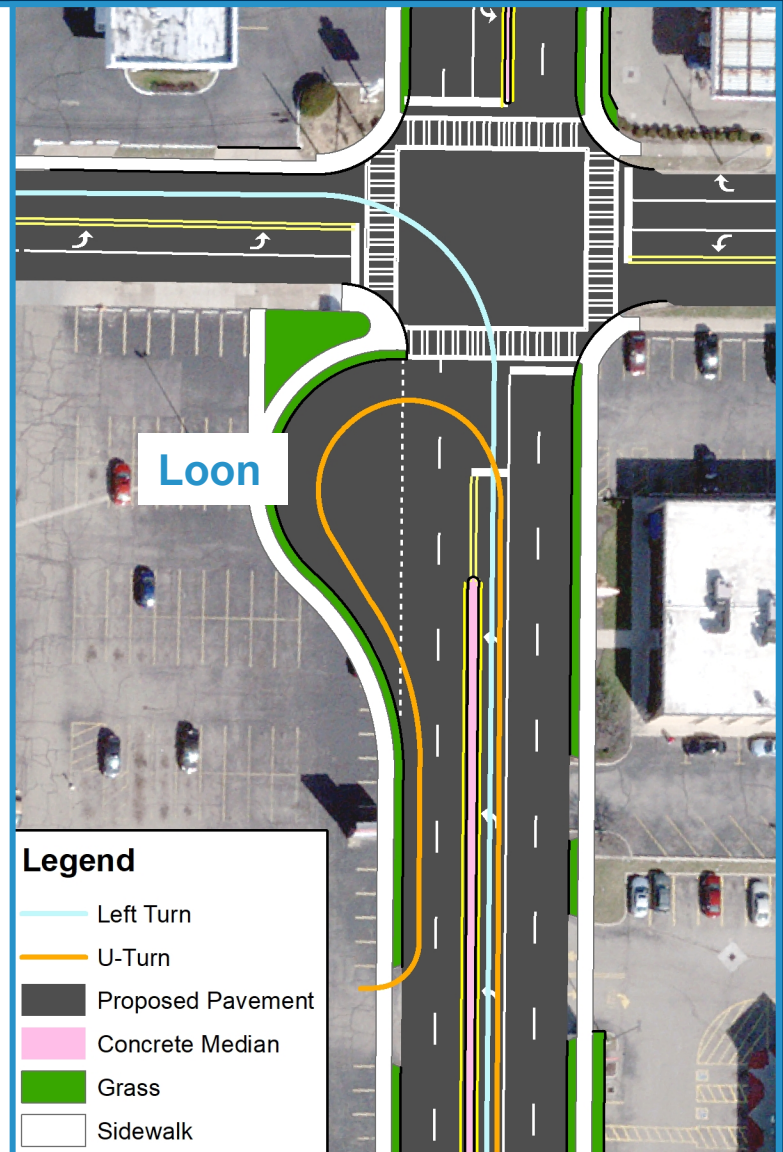 Loon
Legend
Left Turn
U-Turn
Proposed Pavement
Concrete Median
Grass
Sidewalk